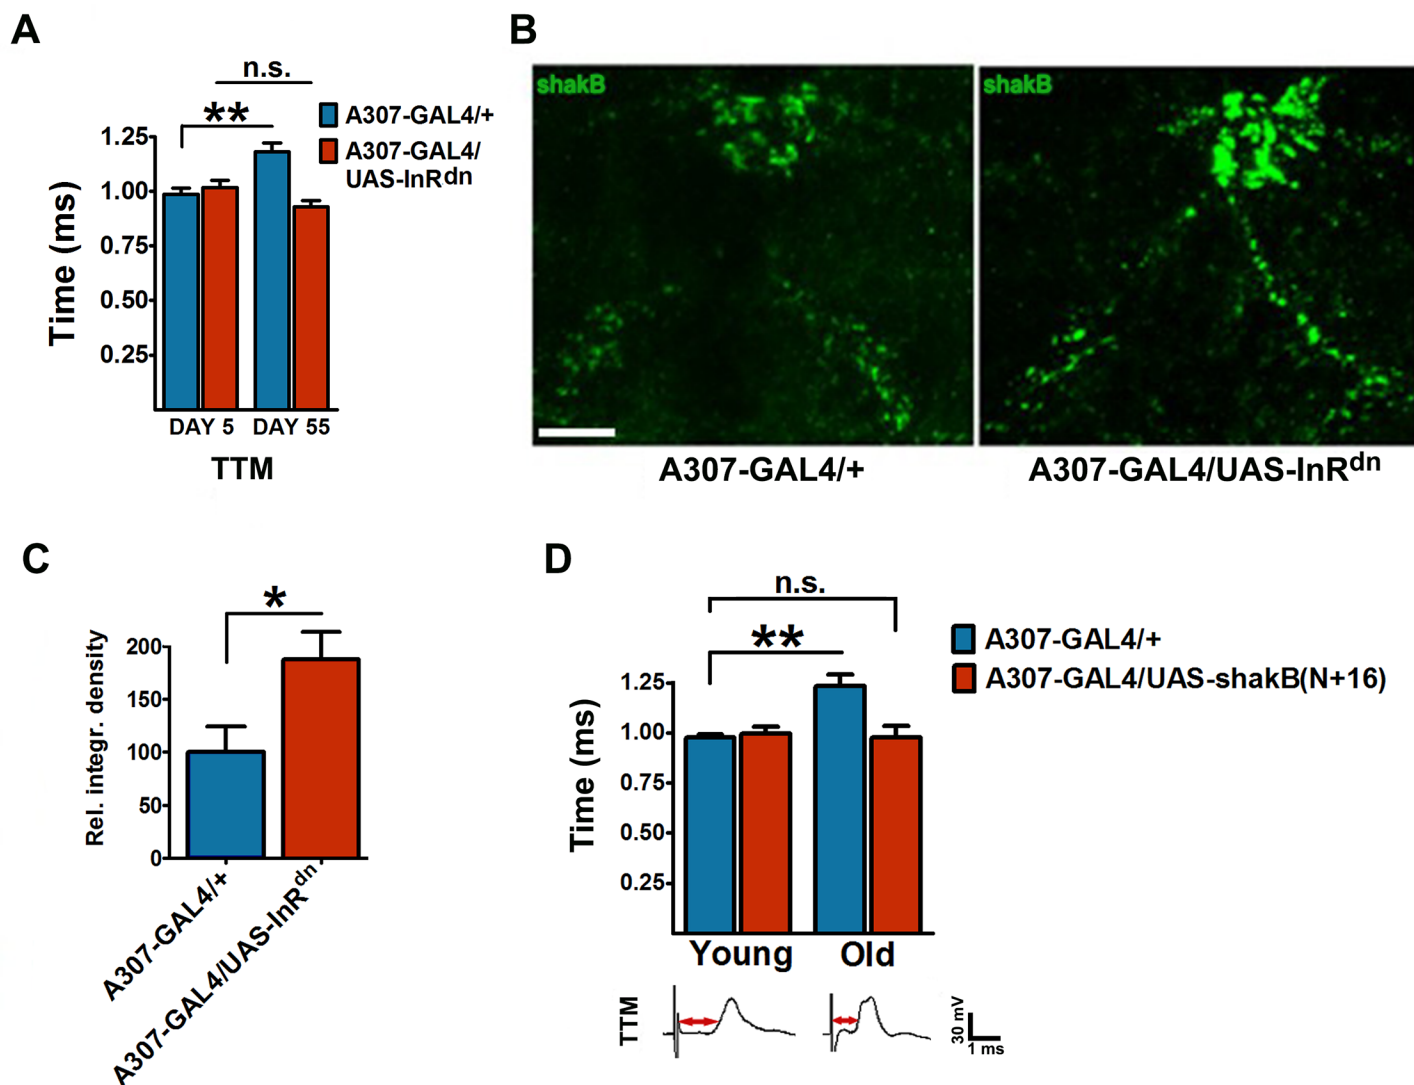 A
n.s.
**
A307-GAL4/+
A307-GAL4/
UAS-InRdn
1.25
1.00
0.75
0.50
0.25
Time (ms)
DAY 5
DAY 55
TTM
B
shakB
shakB
A307-GAL4/+
A307-GAL4/UAS-InRdn
C
*
200
150
100
50
0
Rel. integr. density
A307-GAL4/+
A307-GAL4/UAS-InRdn
D
n.s.
**
A307-GAL4/+
A307-GAL4/UAS-shakB(N+16)
1.25
1.00
0.75
0.50
0.25
Time (ms)
Young
Old
TTM
30 mV
1 ms